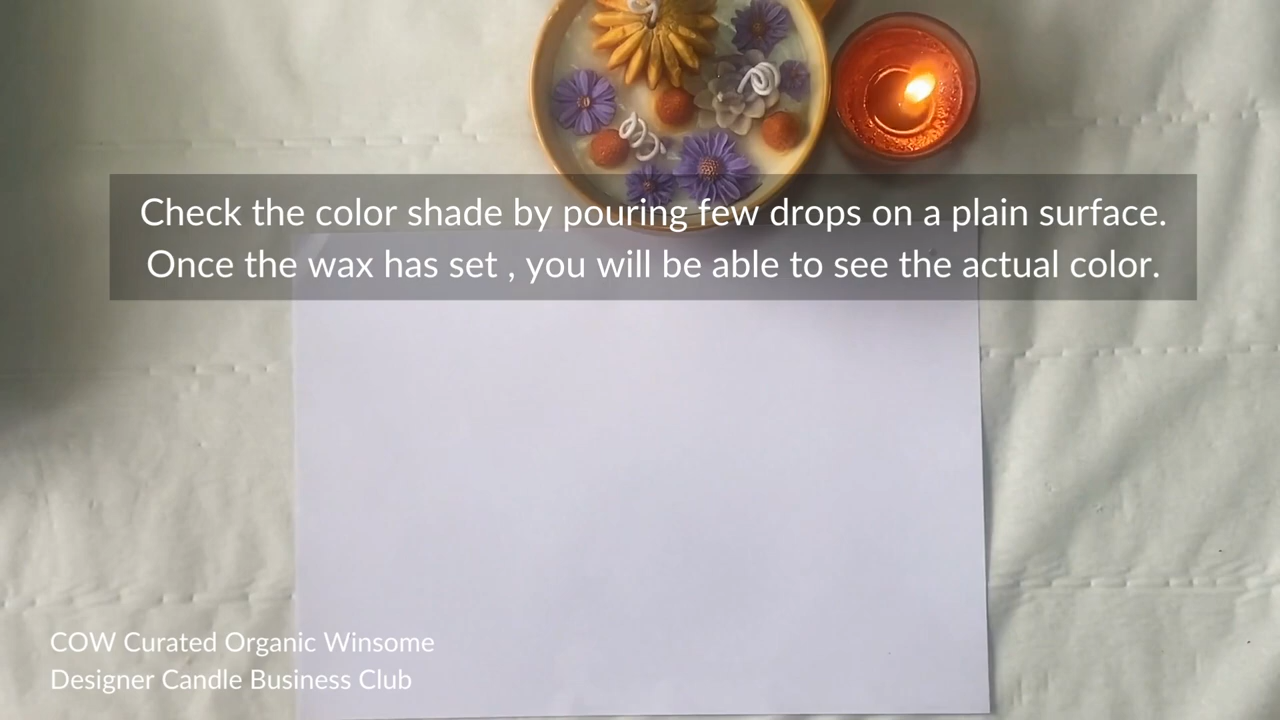 Check the color shade by pouring few drops on a plain surface.
Once the wax has set , you will be able to see the actual color.
COW Curated Organic Winsome
Designer Candle Business Club